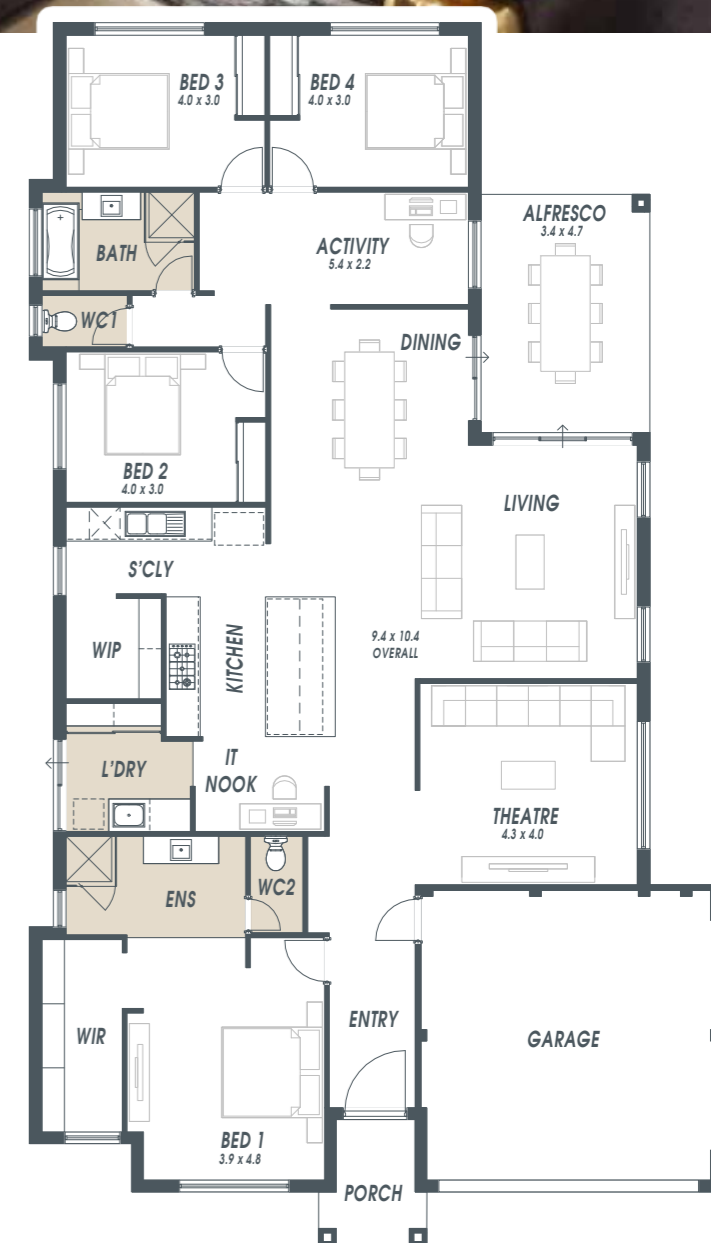 BED 3
4.0 x 3.0
BED 4
4.0 x 3.0
ALFRESCO
3.4 x 4.7
BATH
ACTIVITY
5.4 x 2.2
WC1
DINING
BED 2
4.0 x 3.0
LIVING
S'CLY
WIP
KITCHEN
9.4 x 10.4
OVERALL
L'DRY
IT
NOOK
THEATRE
4.3 x 4.0
ENS
WC2
WIR
ENTRY
GARAGE
BED 1
3.9 x 4.8
PORCH